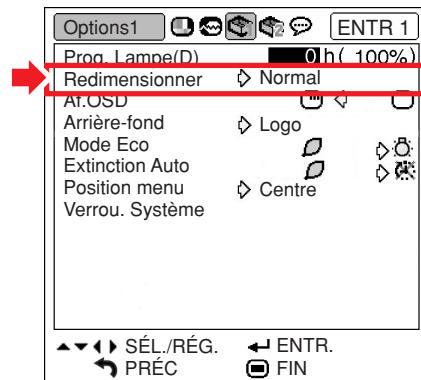 Options1 ENTR 1
Prog. Lampe(D) 0 h ( 100%)
Redimensionner Normal
Af.OSD
Arrière-fond Logo
Mode Eco
Extinction Auto
Position menu Centre
Verrou. Système
SÉL./RÉG. ENTR.
PRÉC FIN